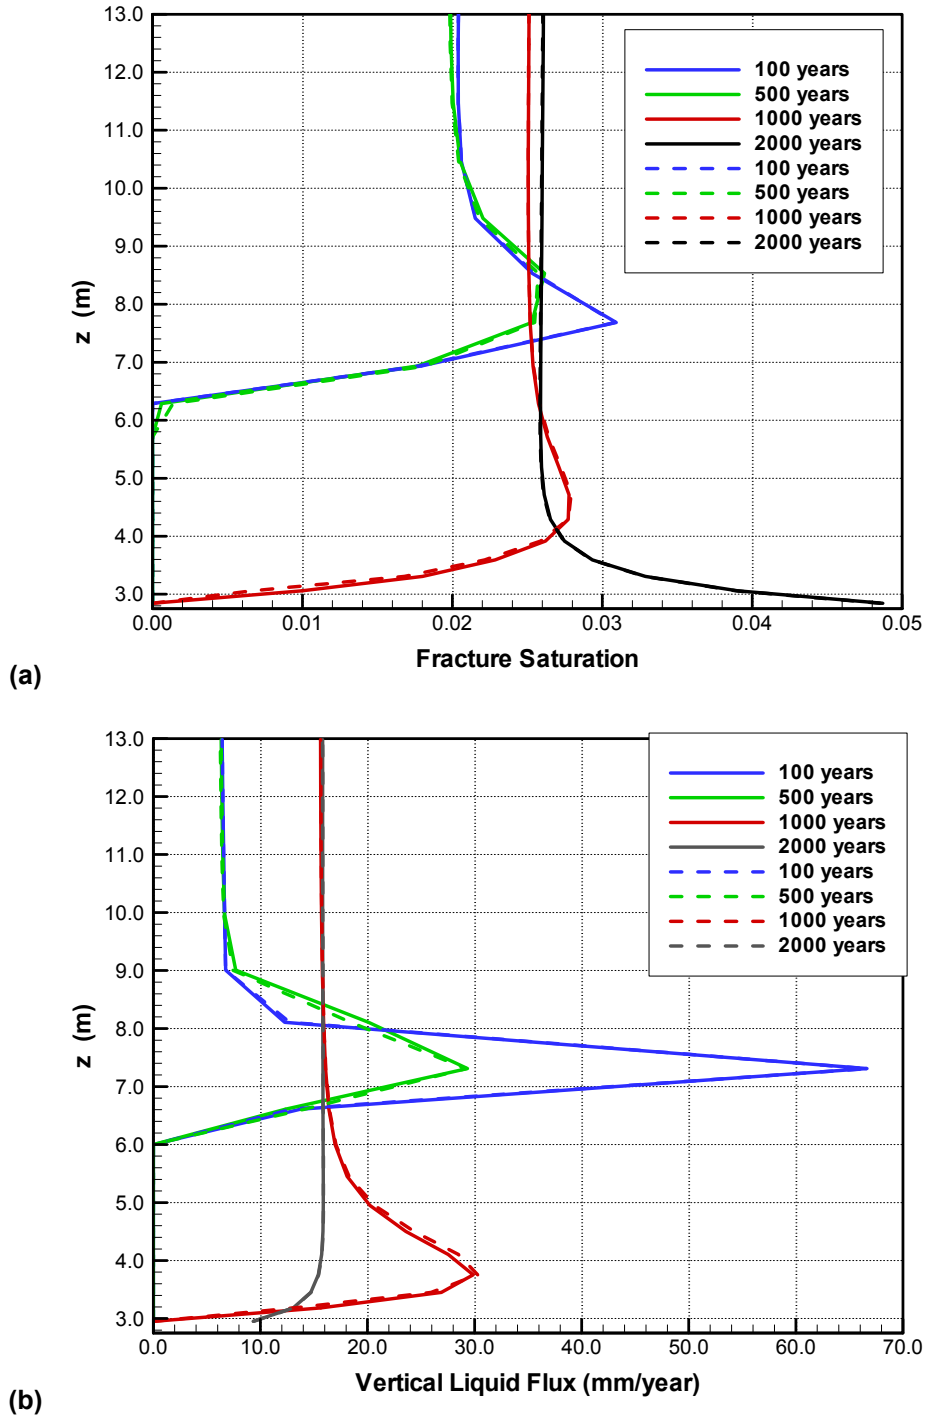 13.0
12.0
11.0
10.0
9.0
8.0
7.0
6.0
5.0
4.0
3.0
z (m)
100 years
500 years
1000 years
2000 years
100 years
500 years
1000 years
2000 years
0.00 0.01 0.02 0.03 0.04 0.05
Fracture Saturation
(a)
13.0
12.0
11.0
10.0
9.0
8.0
7.0
6.0
5.0
4.0
3.0
z (m)
100 years
500 years
1000 years
2000 years
100 years
500 years
1000 years
2000 years
0.0 10.0 20.0 30.0 40.0 50.0 60.0 70.0
Vertical Liquid Flux (mm/year)
(b)